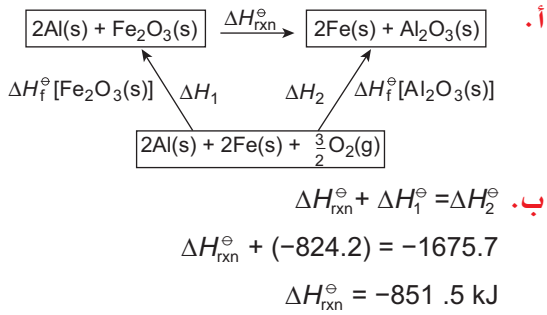 أ.
2Al(s) + Fe₂O₃(s) ΔH⦵rxn 2Fe(s) + Al₂O₃(s)
ΔH⦵f [Fe₂O₃(s)] ΔH₁ ΔH₂ ΔH⦵f [Al₂O₃(s)]
2Al(s) + 2Fe(s) + 3/2 O₂(g)
ب. ΔH⦵rxn + ΔH⦵1 = ΔH⦵2
ΔH⦵rxn + (−824.2) = −1675.7
ΔH⦵rxn = −851 .5 kJ